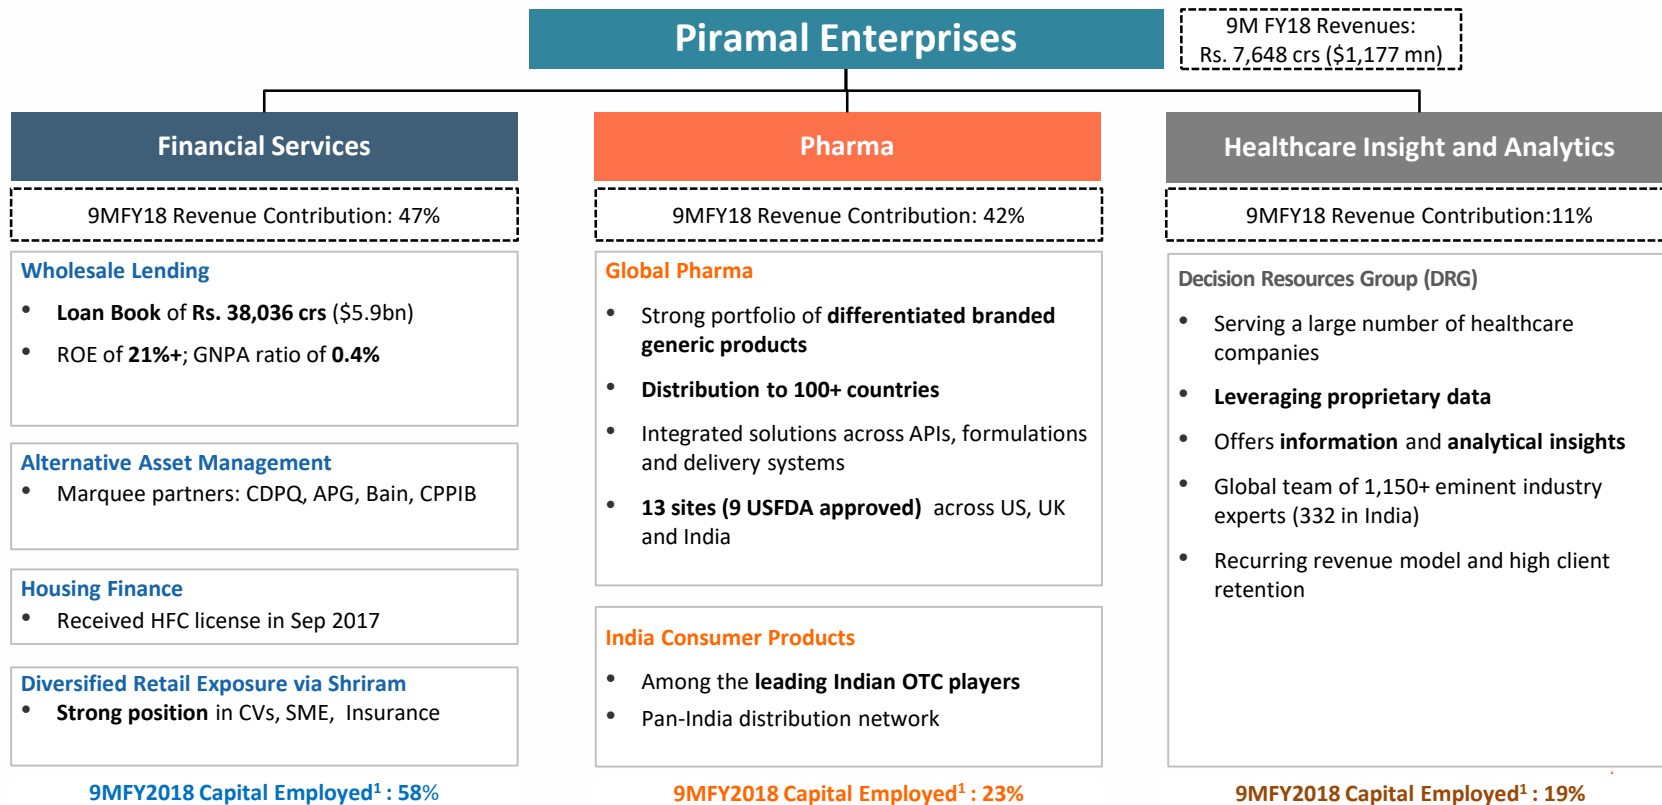 Piramal Enterprises
9M FY18 Revenues:
Rs. 7,648 crs ($1,177 mn)
Financial Services
9MFY18 Revenue Contribution: 47%
Wholesale Lending
• Loan Book of Rs. 38,036 crs ($5.9bn)
• ROE of 21%+; GNPA ratio of 0.4%
Alternative Asset Management
• Marquee partners: CDPQ, APG, Bain, CPPIB
Housing Finance
• Received HFC license in Sep 2017
Diversified Retail Exposure via Shriram
• Strong position in CVs, SME, Insurance
9MFY2018 Capital Employed¹ : 58%
Pharma
9MFY18 Revenue Contribution: 42%
Global Pharma
• Strong portfolio of differentiated branded
generic products
• Distribution to 100+ countries
• Integrated solutions across APIs, formulations
and delivery systems
• 13 sites (9 USFDA approved) across US, UK
and India
India Consumer Products
• Among the leading Indian OTC players
• Pan-India distribution network
9MFY2018 Capital Employed¹ : 23%
Healthcare Insight and Analytics
9MFY18 Revenue Contribution:11%
Decision Resources Group (DRG)
• Serving a large number of healthcare
companies
• Leveraging proprietary data
• Offers information and analytical insights
• Global team of 1,150+ eminent industry
experts (332 in India)
• Recurring revenue model and high client
retention
9MFY2018 Capital Employed¹ : 19%